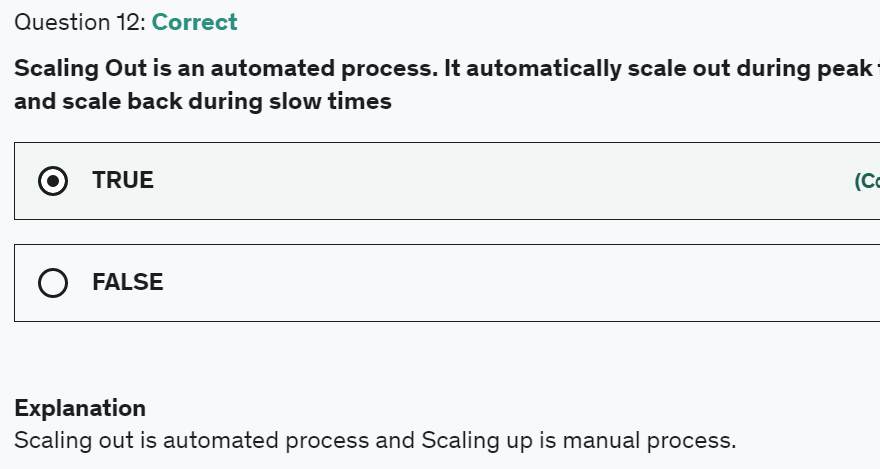 Question 12: Correct
Scaling Out is an automated process. It automatically scale out during peak
and scale back during slow times
TRUE
FALSE
Explanation
Scaling out is automated process and Scaling up is manual process.